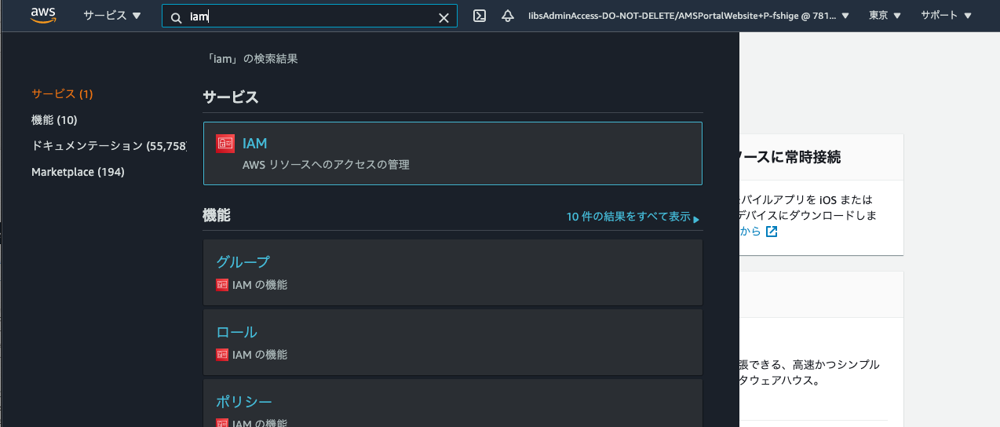 aws
サービス ▼
iam
IibsAdminAccess-DO-NOT-DELETE/AMSPortalWebsite+P-fshige @ 781... ▼
東京 ▼
サポート ▼
「iam」の検索結果
サービス (1)
機能 (10)
ドキュメンテーション (55,758)
Marketplace (194)
サービス
IAM
AWS リソースへのアクセスの管理
機能
10 件の結果をすべて表示 ▶
グループ
IAM の機能
ロール
IAM の機能
ポリシー
IAM の機能
ソースに常時接続
バイルアプリを iOS または
デバイスにダウンロードしま
から
張できる、高速かつシンプル
タウェアハウス。